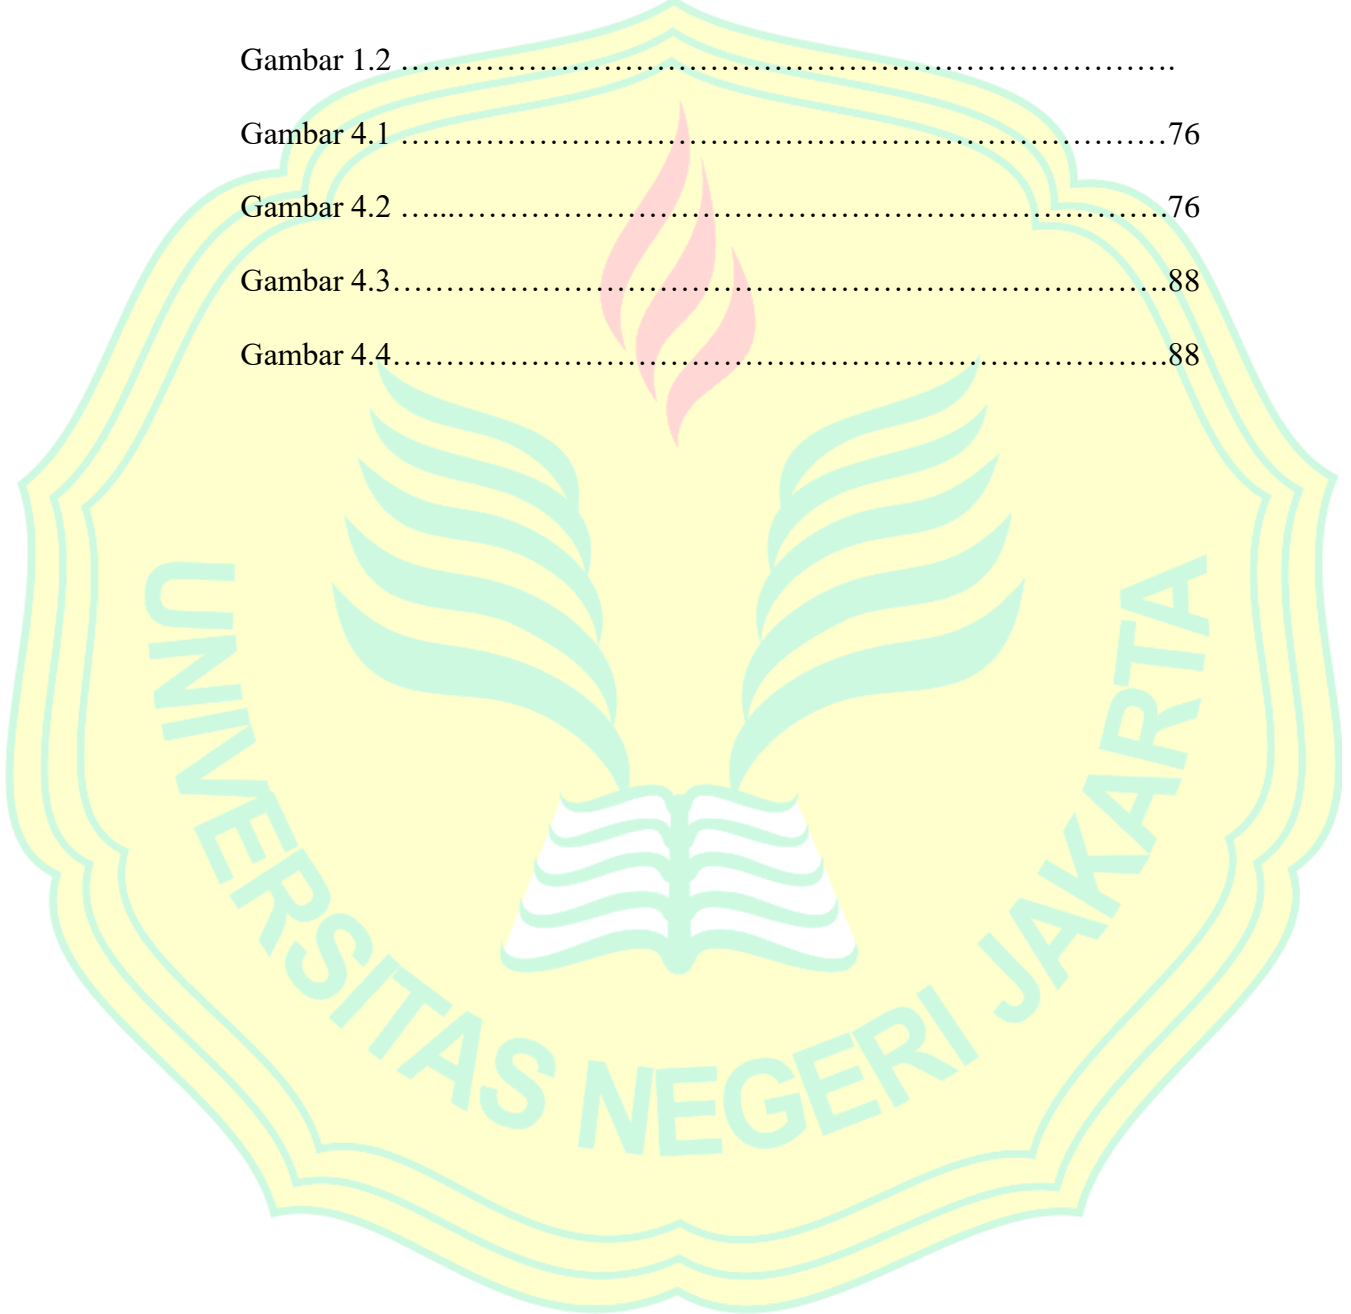 Gambar 1.2 ……………………………………………………………….
Gambar 4.1 ………………………………………………………………76
Gambar 4.2 …...………………………………………………………….76
Gambar 4.3……………………………………………………………….88
Gambar 4.4……………………………………………………………….88
UNIVERSITAS NEGERI JAKARTA